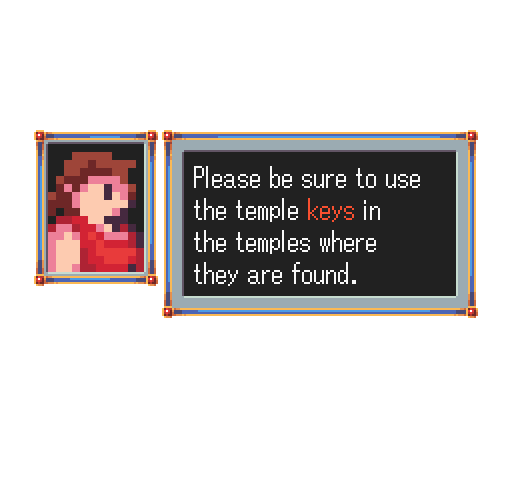 Please be sure to use
the temple keys in
the temples where
they are found.